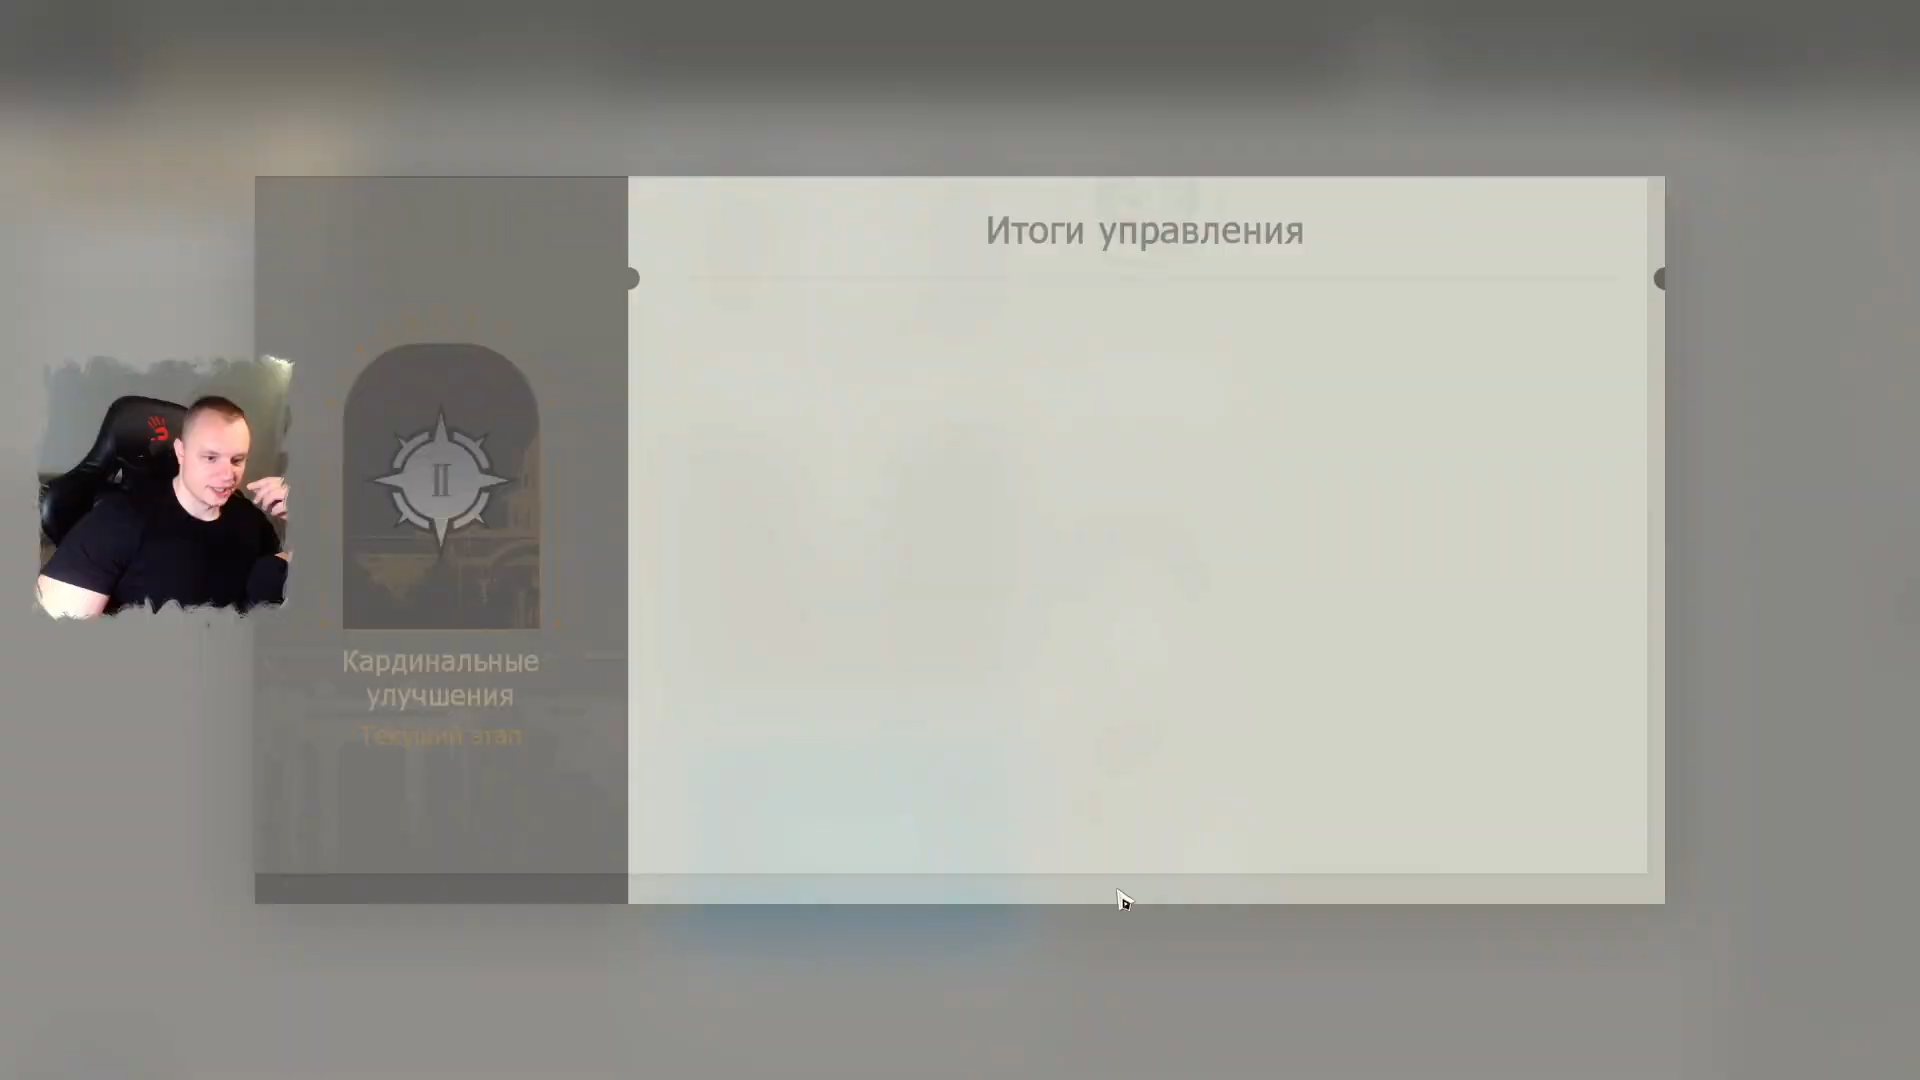 Итоги управления
II
Кардинальные
улучшения
Текущий этап